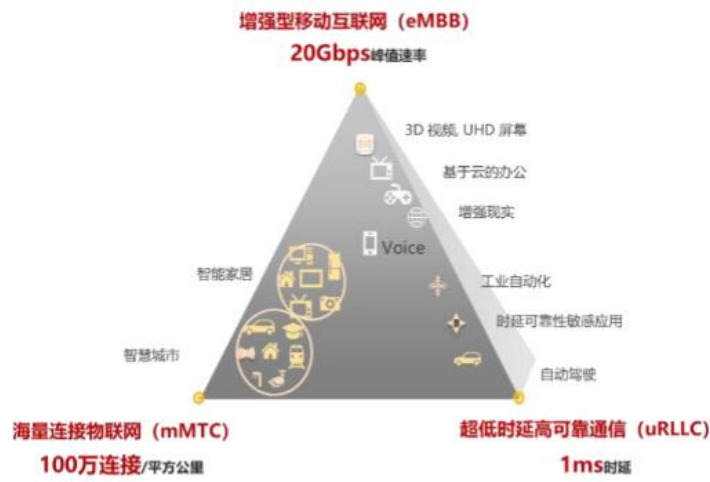 增强型移动互联网（eMBB）
20Gbps峰值速率
3D 视频, UHD 屏幕
基于云的办公
增强现实
Voice
智能家居
工业自动化
时延可靠性敏感应用
智慧城市
自动驾驶
海量连接物联网（mMTC）
100万连接/平方公里
超低时延高可靠通信（uRLLC）
1ms时延